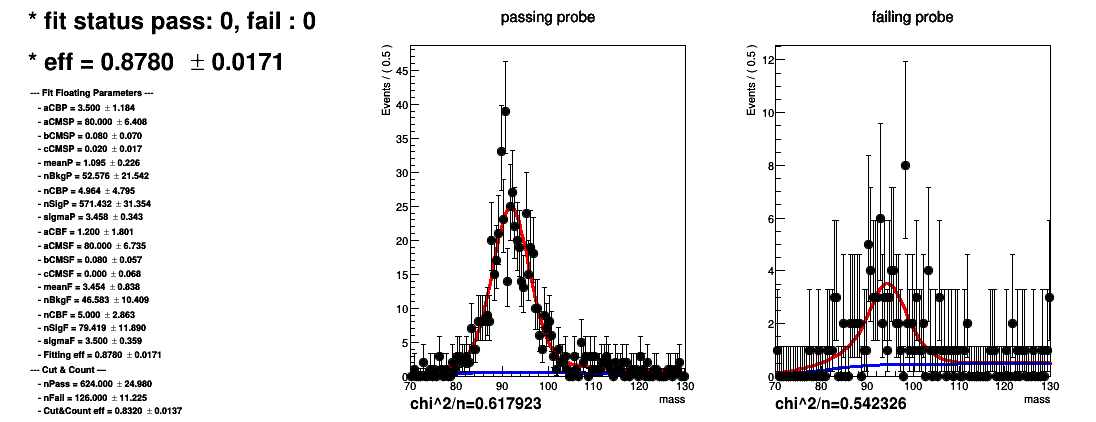 * fit status pass: 0, fail : 0
* eff = 0.8780 ± 0.0171
--- Fit Floating Parameters ---
- aCBP = 3.500 ± 1.184
- aCMSP = 80.000 ± 6.408
- bCMSP = 0.080 ± 0.070
- cCMSP = 0.020 ± 0.017
- meanP = 1.095 ± 0.226
- nBkgP = 52.576 ± 21.542
- nCBP = 4.964 ± 4.795
- nSigP = 571.432 ± 31.354
- sigmaP = 3.458 ± 0.343
- aCBF = 1.200 ± 1.801
- aCMSF = 80.000 ± 6.735
- bCMSF = 0.080 ± 0.057
- cCMSF = 0.000 ± 0.068
- meanF = 3.454 ± 0.838
- nBkgF = 46.583 ± 10.409
- nCBF = 5.000 ± 2.863
- nSigF = 79.419 ± 11.890
- sigmaF = 3.500 ± 0.359
- Fitting eff = 0.8780 ± 0.0171
--- Cut & Count ---
- nPass = 624.000 ± 24.980
- nFail = 126.000 ± 11.225
- Cut&Count eff = 0.8320 ± 0.0137
passing probe
Events / ( 0.5 )
45
40
35
30
25
20
15
10
5
0
70 80 90 100 110 120 130
mass
chi^2/n=0.617923
failing probe
Events / ( 0.5 )
12
10
8
6
4
2
0
70 80 90 100 110 120 130
mass
chi^2/n=0.542326